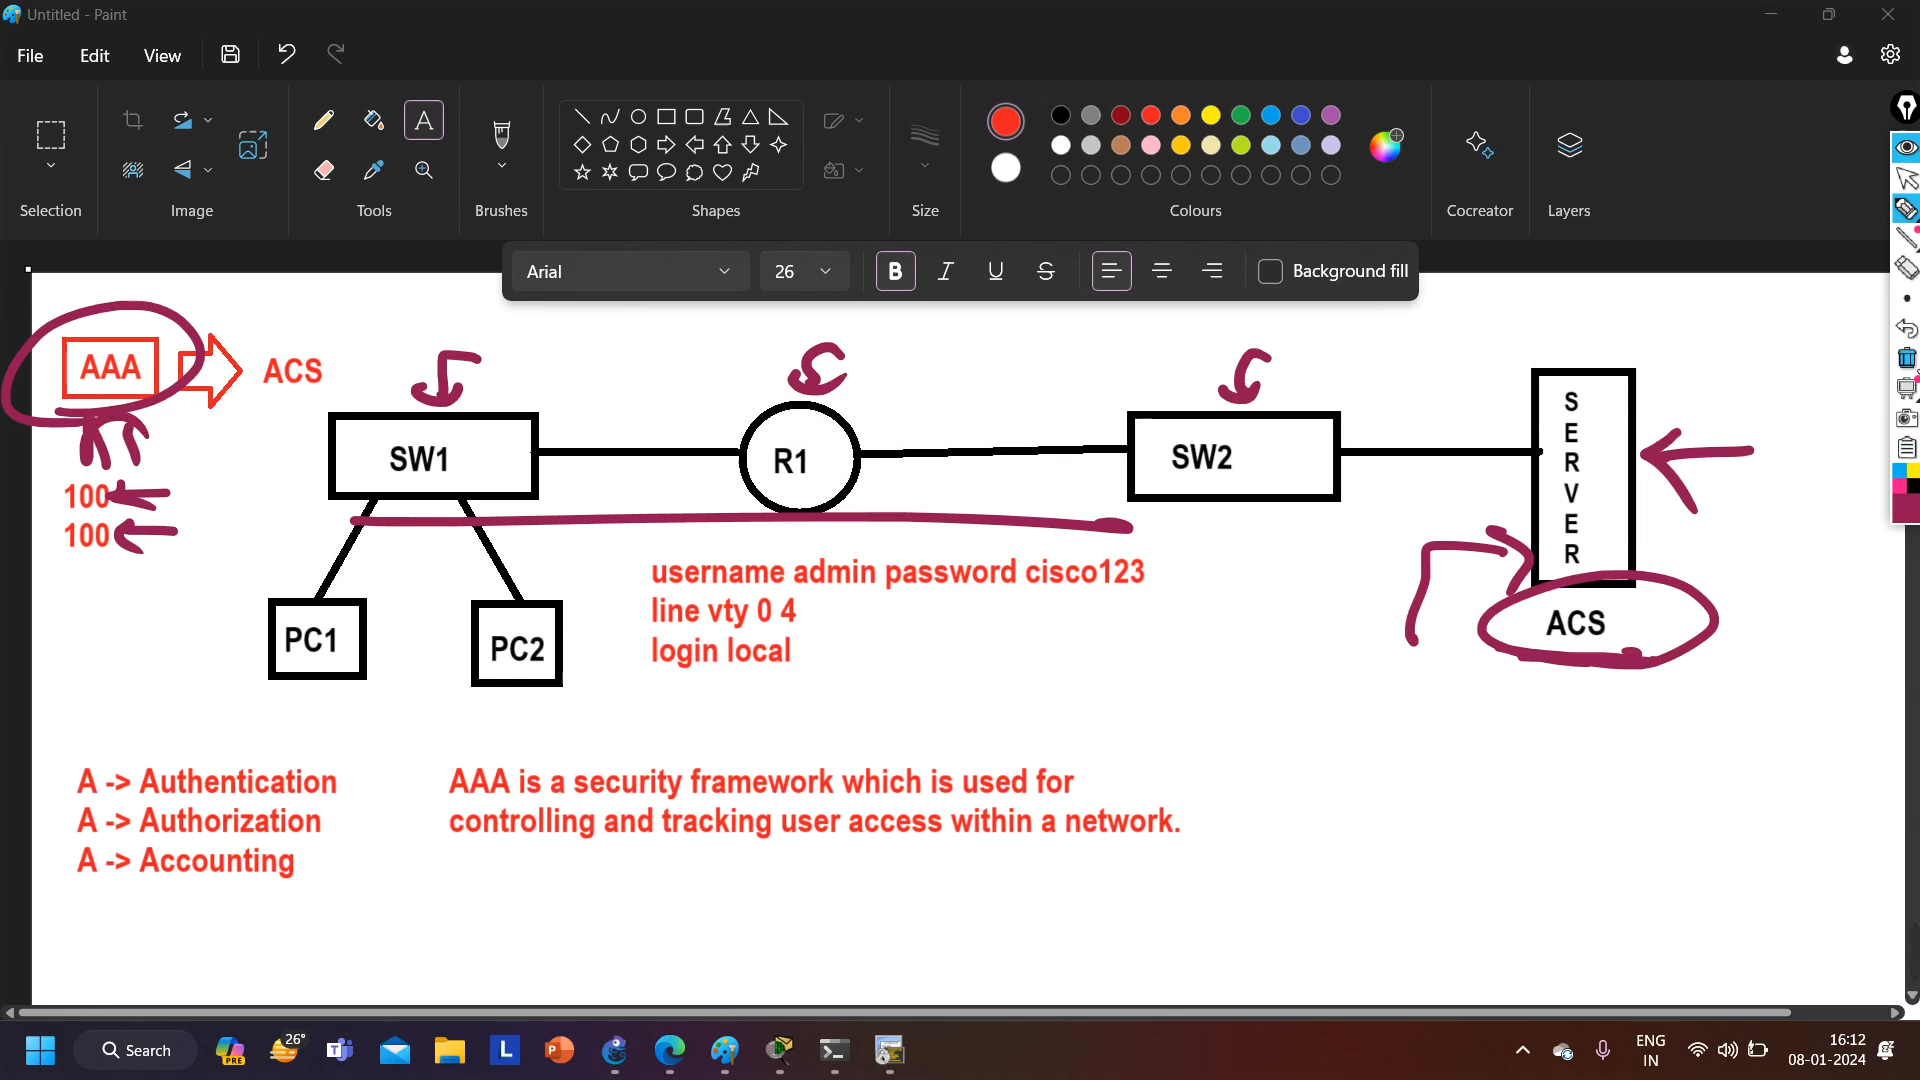 Untitled - Paint
File Edit View
Selection Image Tools Brushes Shapes Size Colours Cocreator Layers
Arial 26 B I U S Background fill
AAA ACS
100
100
SW1 R1 SW2
S
E
R
V
E
R
ACS
PC1 PC2
username admin password cisco123
line vty 0 4
login local
A -> Authentication
A -> Authorization
A -> Accounting
AAA is a security framework which is used for
controlling and tracking user access within a network.
PRE 26° Search L P
ENG
IN
16:12
08-01-2024